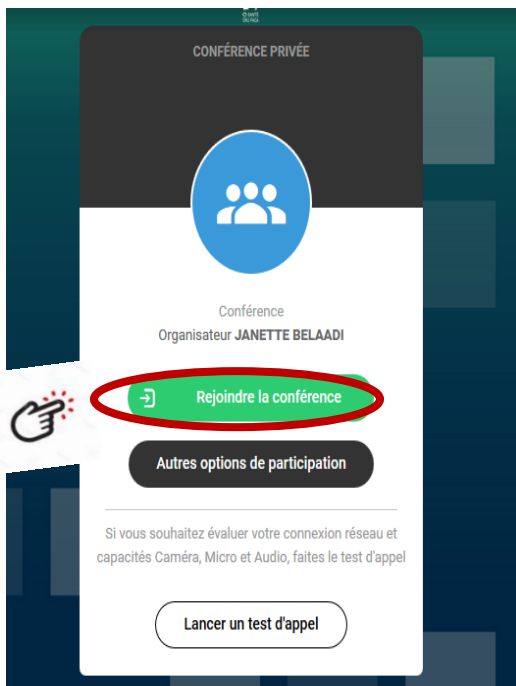 CONFÉRENCE PRIVÉE
Conférence
Organisateur JANETTE BELAADI
Rejoindre la conférence
Autres options de participation
Si vous souhaitez évaluer votre connexion réseau et
capacités Caméra, Micro et Audio, faites le test d'appel
Lancer un test d'appel